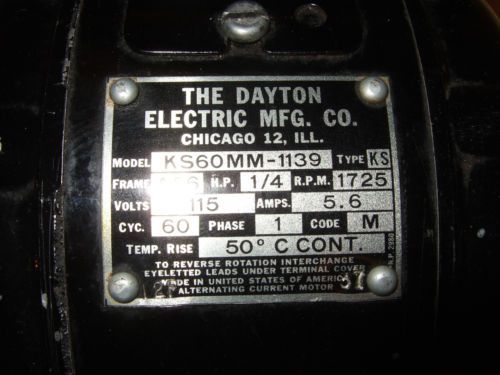 THE DAYTON
ELECTRIC MFG. CO.
CHICAGO 12, ILL.
MODEL KS60MM-1139 TYPE KS
FRAME H.P. 1/4 R.P.M. 1725
VOLTS 115 AMPS. 5.6
CYC. 60 PHASE 1 CODE M
TEMP. RISE 50° C CONT.
TO REVERSE ROTATION INTERCHANGE
EYELETTED LEADS UNDER TERMINAL COVER
MADE IN UNITED STATES OF AMERICA
ALTERNATING CURRENT MOTOR